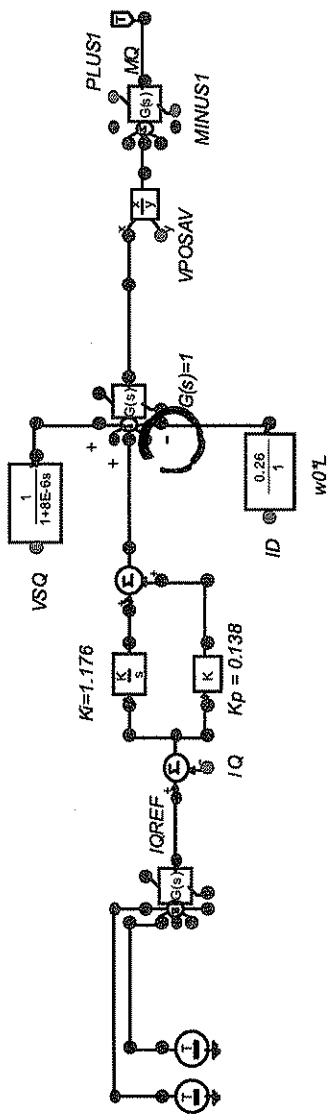 PLUS1
MQ
T
G(s)
MINUS1
x
y
x
y
VPOSAV
G(s)
G(s)=1
+
+
-
1
1+8E-6s
VSQ
0.26
1
ID
w0*L
Σ
+
+
K
s
Ki=1.176
K
Kp = 0.138
Σ
+
-
IQ
IQREF
G(s)
T
T